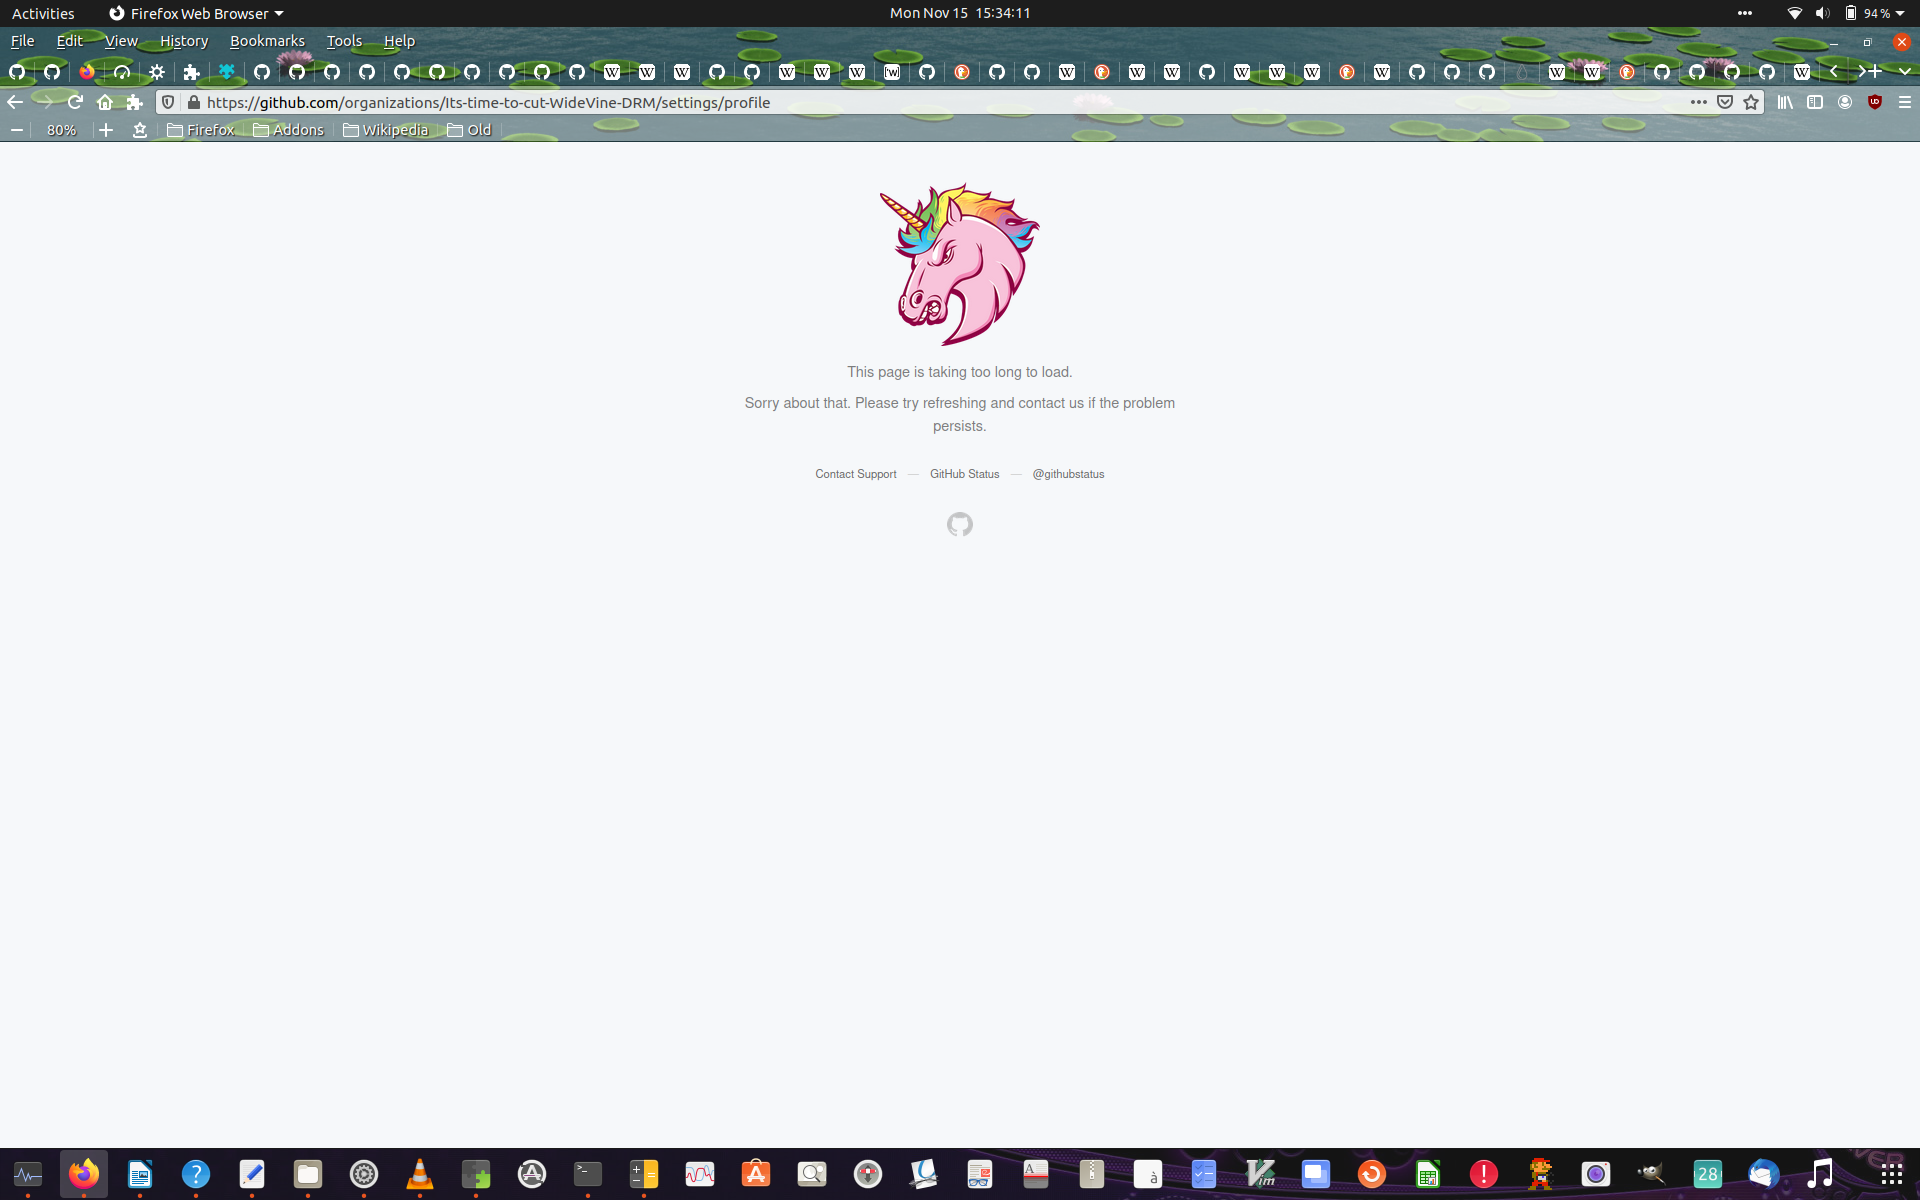 Activities Firefox Web Browser Mon Nov 15 15:34:11 94 %
File Edit View History Bookmarks Tools Help
https://github.com/organizations/Its-time-to-cut-WideVine-DRM/settings/profile
80% Firefox Addons Wikipedia Old
This page is taking too long to load.
Sorry about that. Please try refreshing and contact us if the problem
persists.
Contact Support — GitHub Status — @githubstatus
28